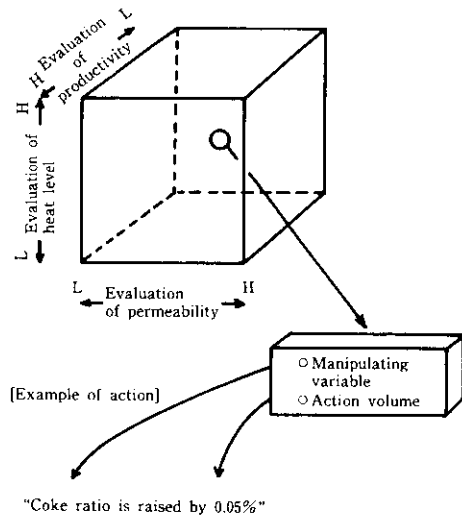 L
Evaluation
of
productivity
H
H
Evaluation of
heat level
L
L
H
Evaluation
of permeability
○ Manipulating
variable
○ Action volume
[Example of action]
“Coke ratio is raised by 0.05%”